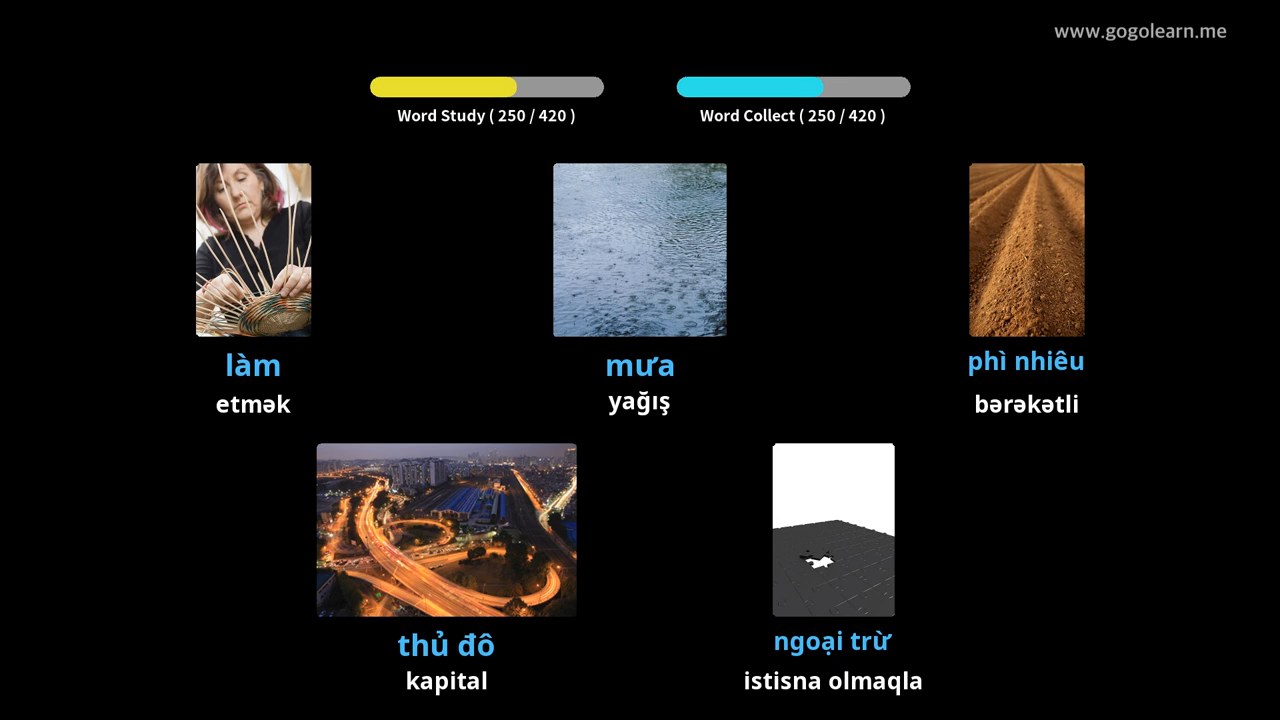 www.gogolearn.me
Word Study ( 250 / 420 )
Word Collect ( 250 / 420 )
làm
etmək
mưa
yağış
phì nhiêu
bərəkətli
thủ đô
kapital
ngoại trừ
istisna olmaqla